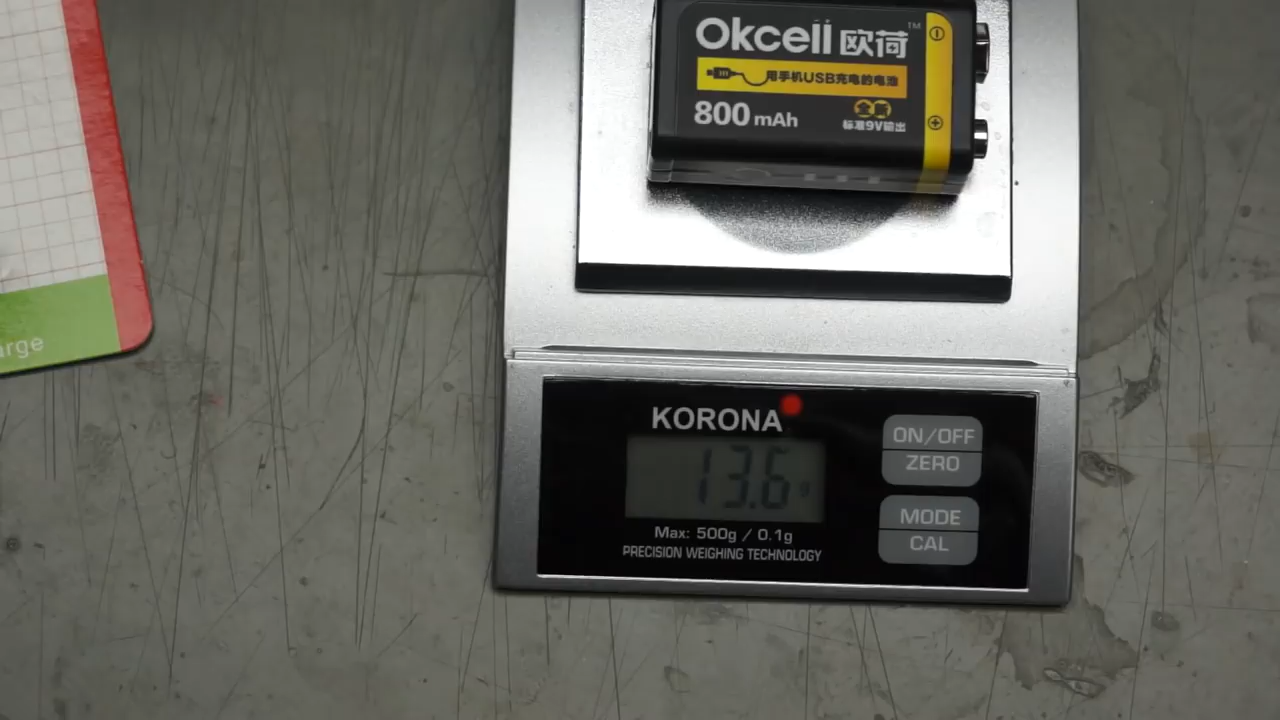 Okcell 欧荷 ™
用手机USB充电的电池
800 mAh
全新
标准9V输出
KORONA
13.6 g
Max: 500g / 0.1g
PRECISION WEIGHING TECHNOLOGY
ON/OFF
ZERO
MODE
CAL